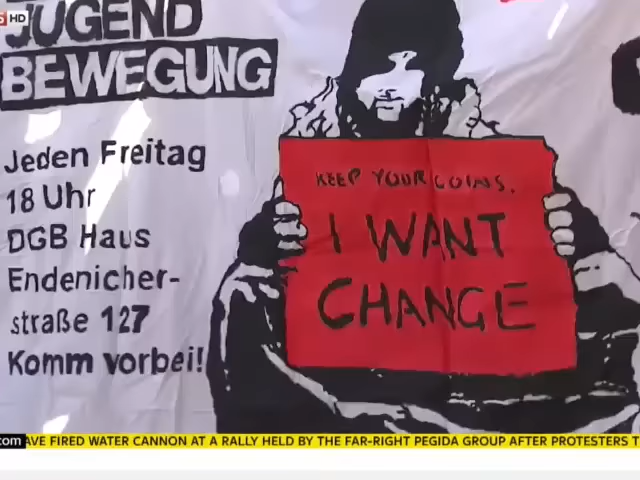 HD
JUGEND
BEWEGUNG
Jeden Freitag
18 Uhr
DGB Haus
Endenicher-
straße 127
Komm vorbei!
KEEP YOUR COINS.
I WANT
CHANGE
com
AVE FIRED WATER CANNON AT A RALLY HELD BY THE FAR-RIGHT PEGIDA GROUP AFTER PROTESTERS T